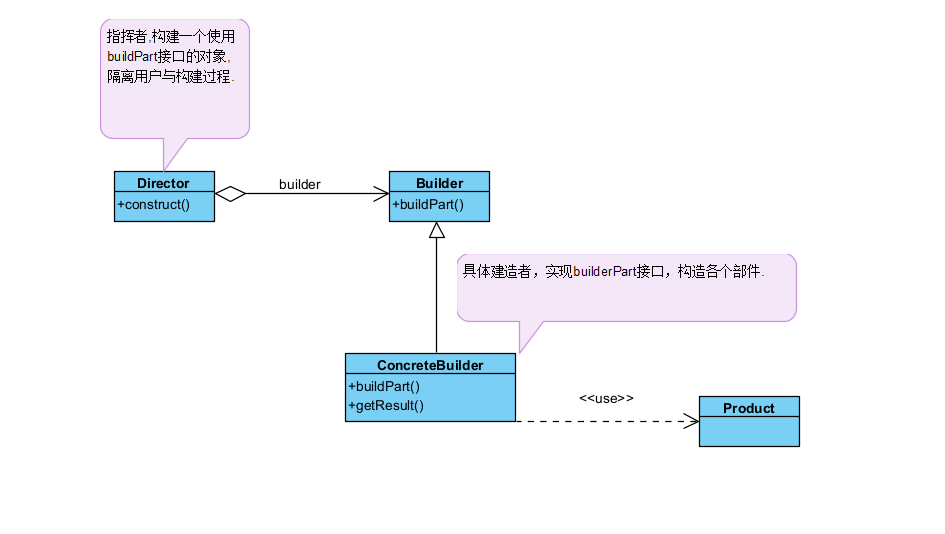 指挥者,构建一个使用
buildPart接口的对象,
隔离用户与构建过程.
Director
+construct()
builder
Builder
+buildPart()
具体建造者，实现builderPart接口，构造各个部件.
ConcreteBuilder
+buildPart()
+getResult()
<<use>>
Product